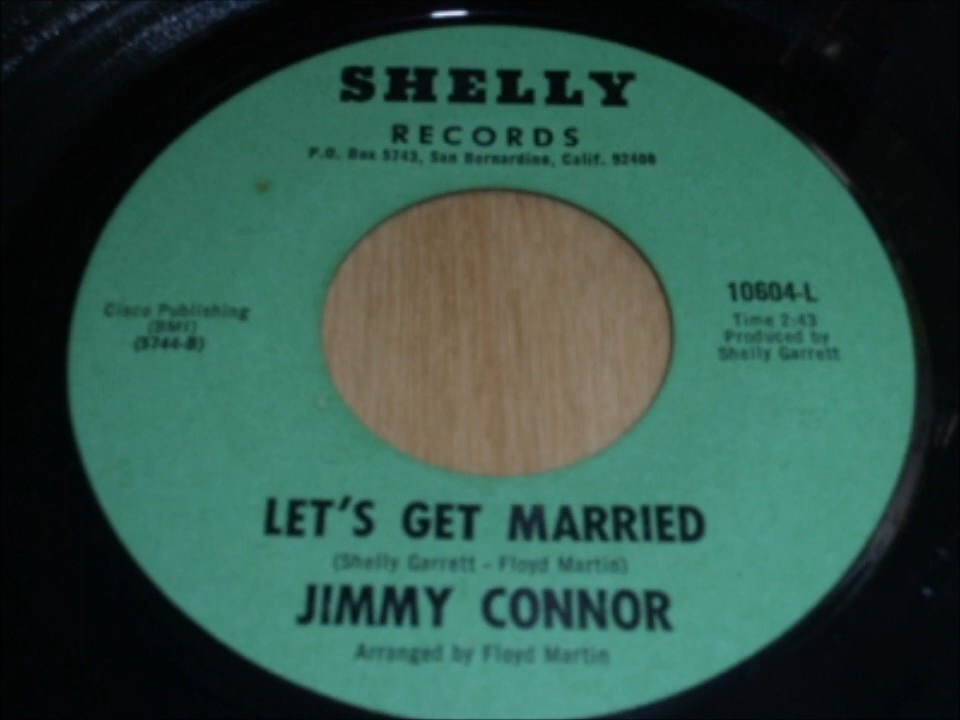 SHELLY
RECORDS
P.O. Box 5743, San Bernardino, Calif. 92408
Cisco Publishing
(BMI)
(5744-B)
10604-L
Time 2:43
Produced by
Shelly Garrett
LET'S GET MARRIED
(Shelly Garrett - Floyd Martin)
JIMMY CONNOR
Arranged by Floyd Martin